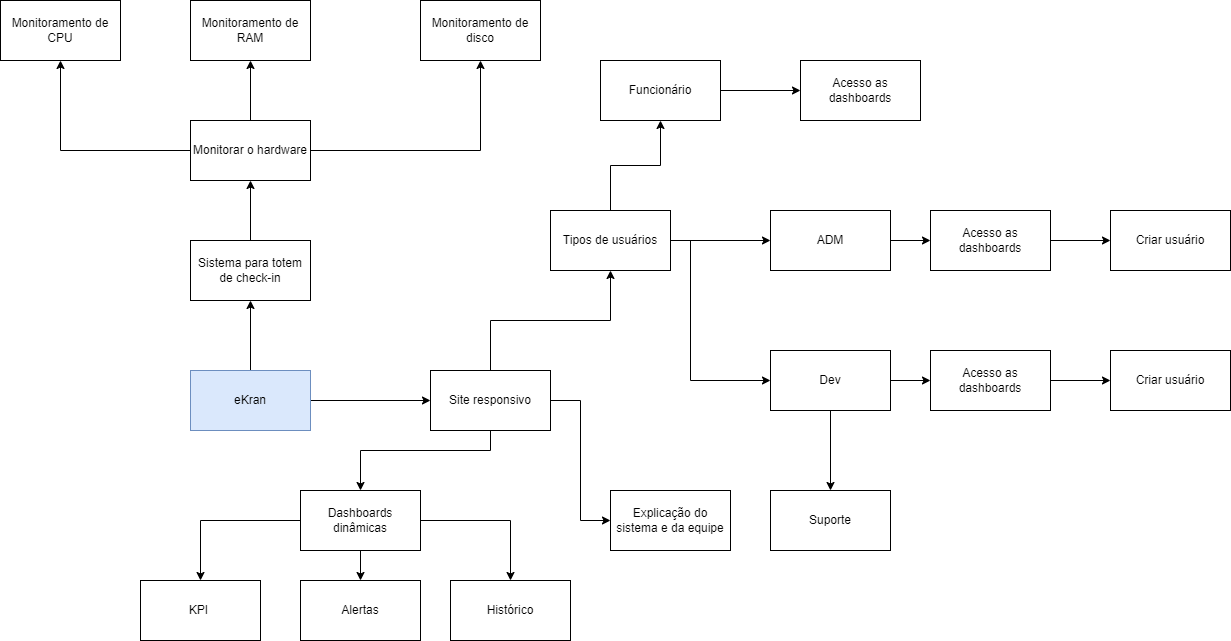 Monitoramento de
CPU
Monitoramento de
RAM
Monitoramento de
disco
Funcionário
Acesso as
dashboards
Monitorar o hardware
Tipos de usuários
ADM
Acesso as
dashboards
Criar usuário
Sistema para totem
de check-in
eKran
Site responsivo
Dev
Acesso as
dashboards
Criar usuário
Dashboards
dinâmicas
Explicação do
sistema e da equipe
Suporte
KPI
Alertas
Histórico